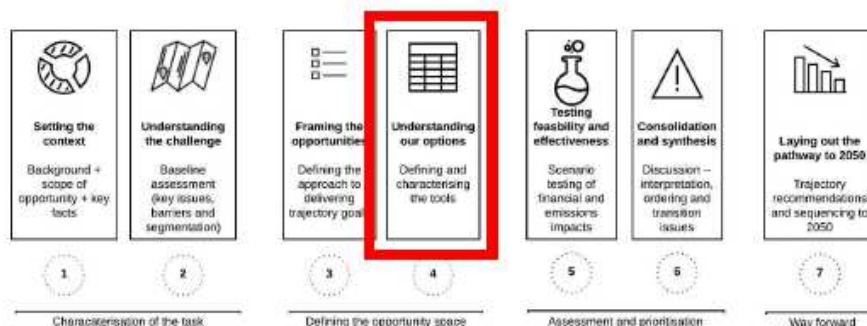 Setting the
context
Background +
scope of
opportunity + key
facts
1
Understanding
the challenge
Baseline
assessment
(key issues,
barriers and
segmentation)
2
Characaterisation of the task
Framing the
opportunities
Defining the
approach to
delivering
trajectory
3
Understanding
our options
Defining and
characterising
the tools
4
Defining the opportunity space
Testing
feasbility and
effectiveness
Scenario
testing of
financial and
emissions
impacts
5
Consolidation
and synthesis
Discussion –
interpretation,
ordering and
transition
issues
6
Assessment and prioritisation
Laying out the
pathway to 2050
Trajectory
recommendations
and sequencing to
2050
7
Way forward